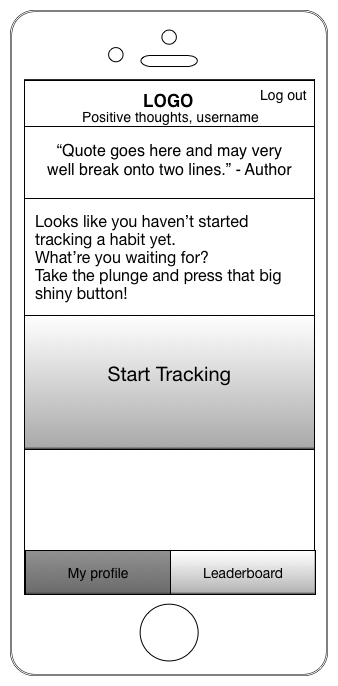 LOGO
Log out
Positive thoughts, username
“Quote goes here and may very
well break onto two lines.” - Author
Looks like you haven’t started
tracking a habit yet.
What’re you waiting for?
Take the plunge and press that big
shiny button!
Start Tracking
My profile
Leaderboard